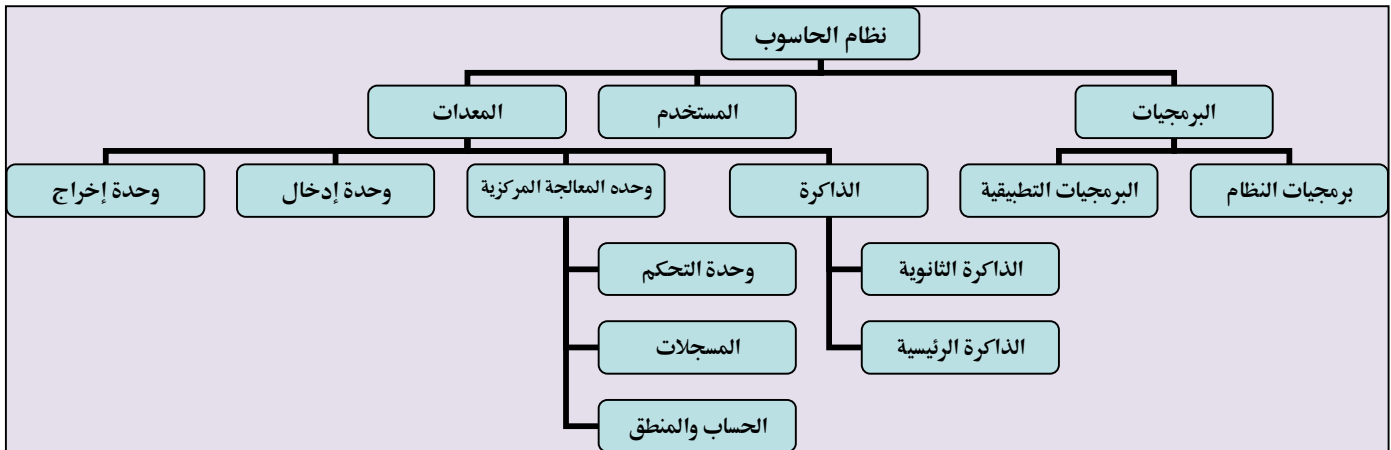 نظام الحاسوب
البرمجيات
المستخدم
المعدات
برمجيات النظام
البرمجيات التطبيقية
الذاكرة
وحده المعالجة المركزية
وحدة إدخال
وحدة إخراج
الذاكرة الثانوية
وحدة التحكم
الذاكرة الرئيسية
المسجلات
الحساب والمنطق